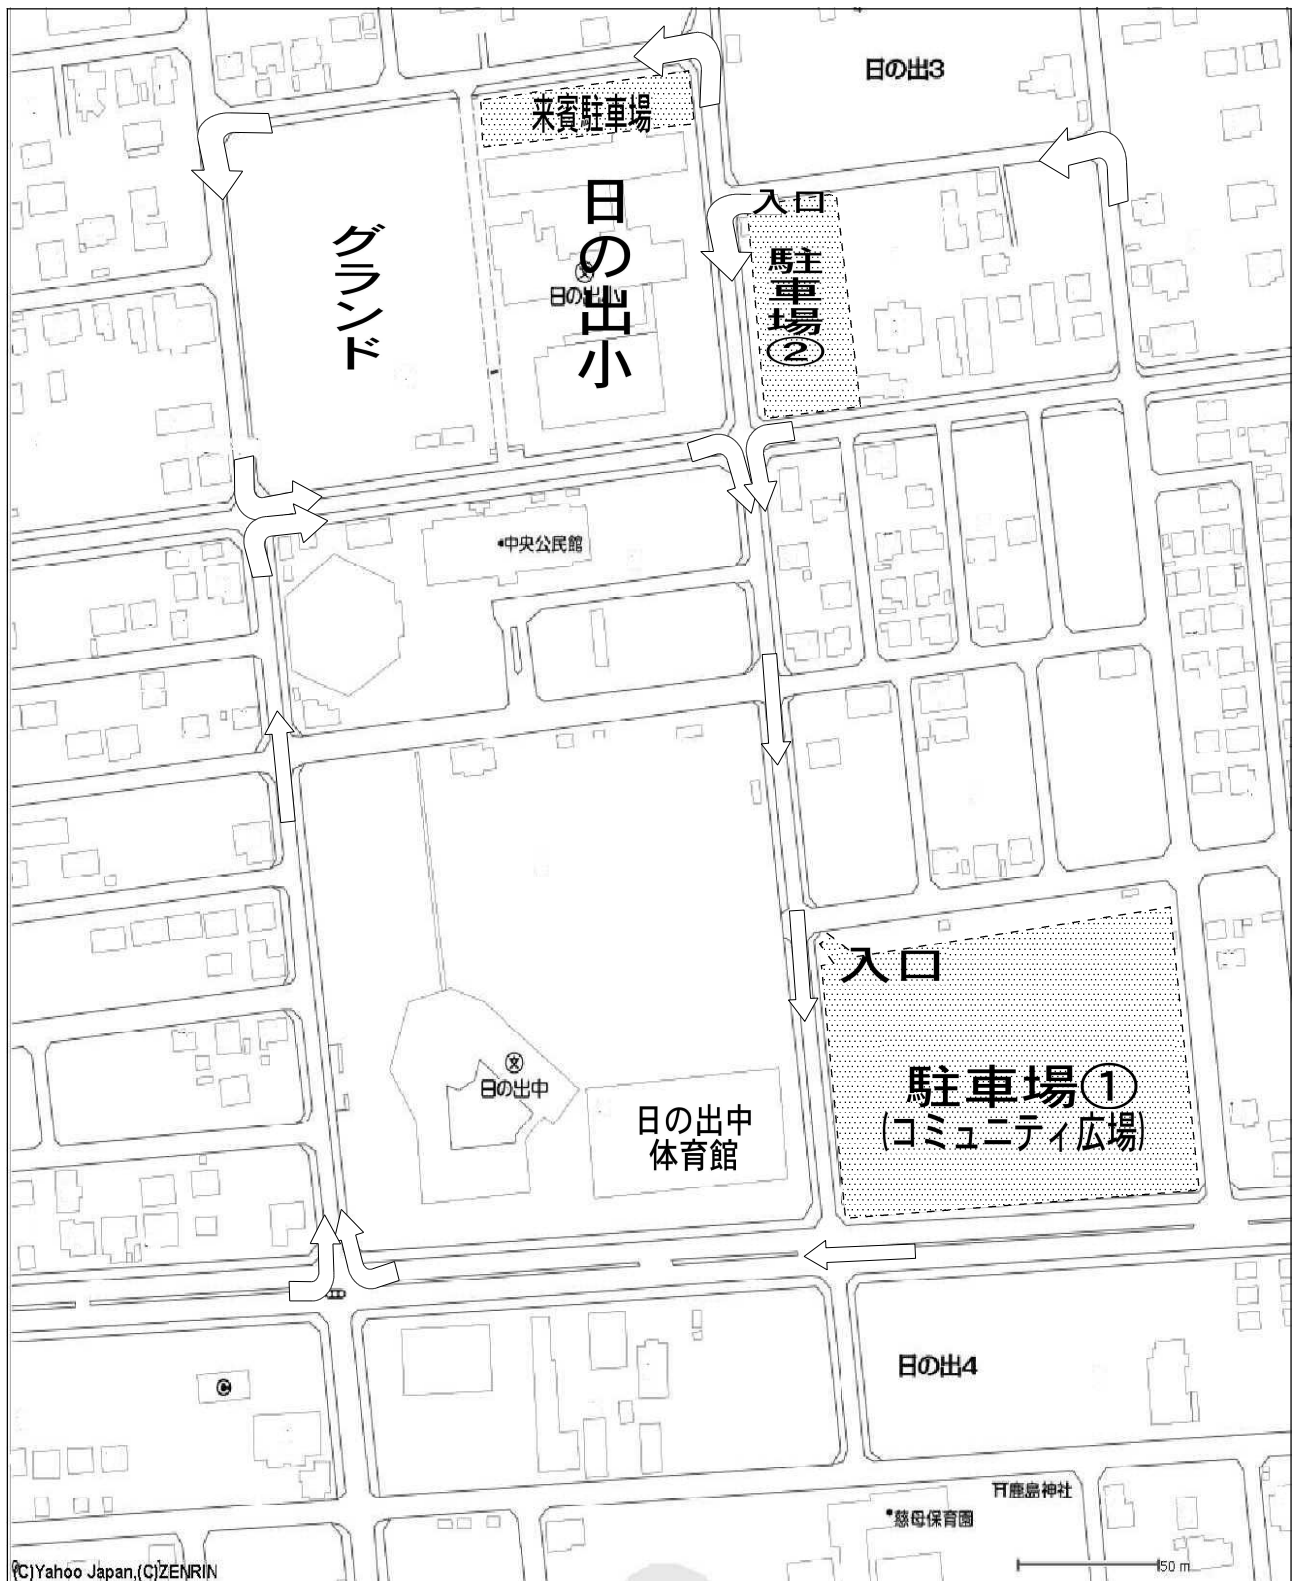 日の出3
来賓駐車場
日の出小
グランド
入口
駐車場②
日の出小
中央公民館
入口
駐車場①
(コミュニティ広場)
日の出中
日の出中
体育館
日の出4
鹿島神社
慈母保育園
50 m
(C)Yahoo Japan,(C)ZENRIN